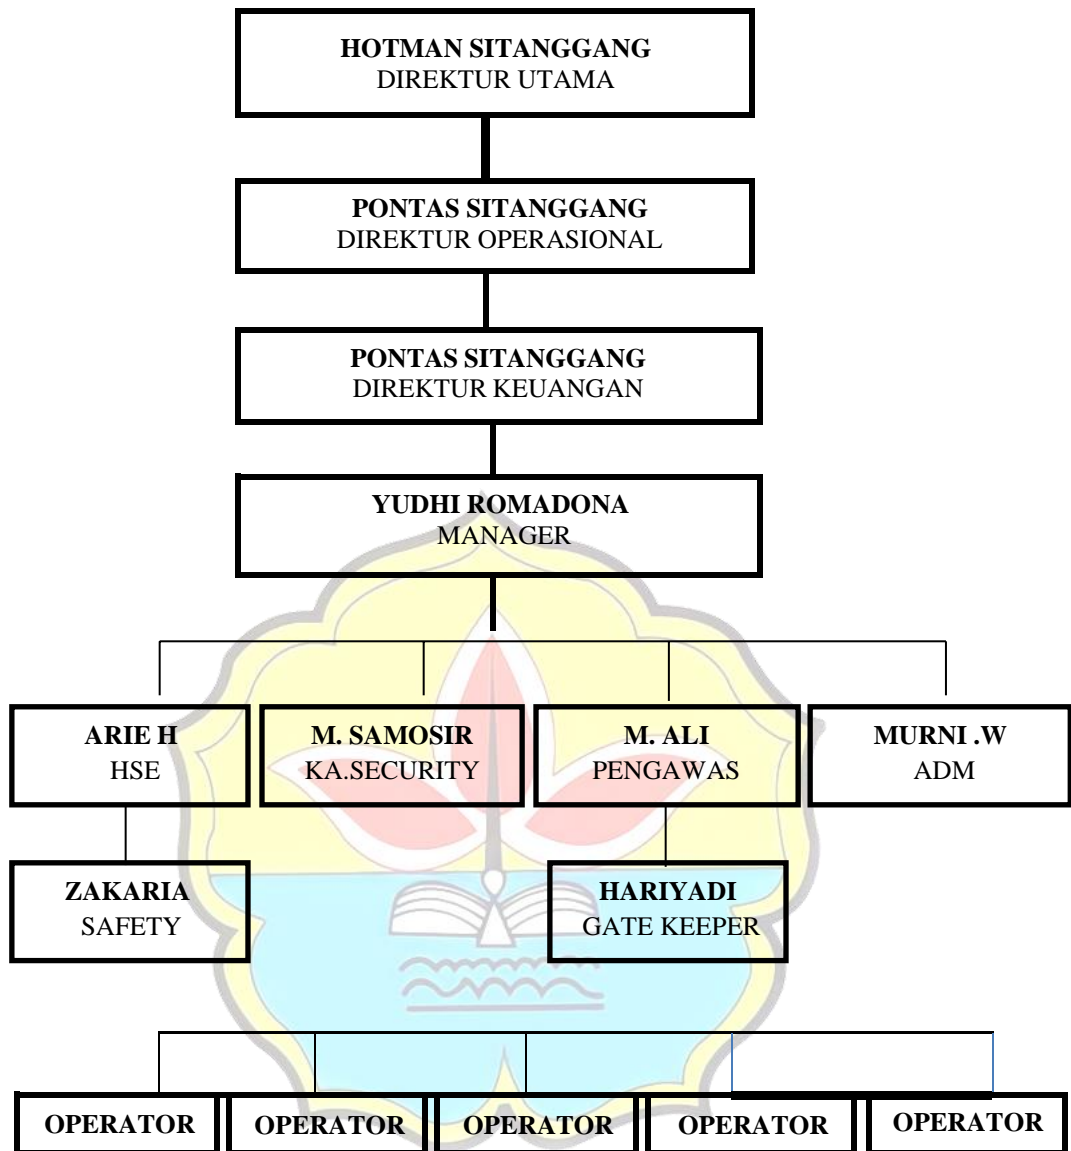 HOTMAN SITANGGANG
DIREKTUR UTAMA
PONTAS SITANGGANG
DIREKTUR OPERASIONAL
PONTAS SITANGGANG
DIREKTUR KEUANGAN
YUDHI ROMADONA
MANAGER
ARIE H
HSE
M. SAMOSIR
KA.SECURITY
M. ALI
PENGAWAS
MURNI .W
ADM
ZAKARIA
SAFETY
HARIYADI
GATE KEEPER
OPERATOR
OPERATOR
OPERATOR
OPERATOR
OPERATOR